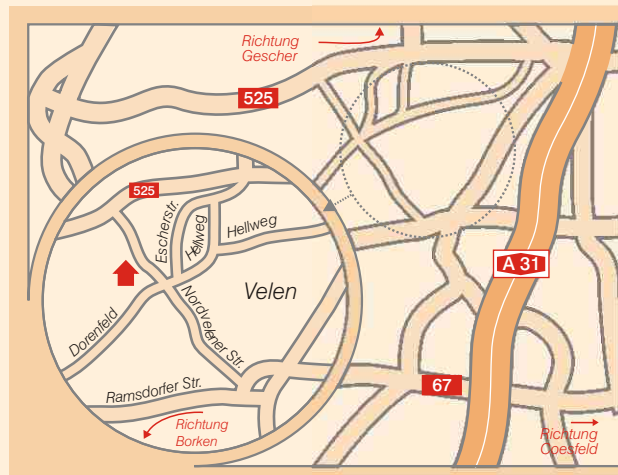 Richtung
Gescher
525
525
Escherstr.
Hellweg
Hellweg
A 31
Velen
Dorenfeld
Nordvelener Str.
Ramsdorfer Str.
67
Richtung
Borken
Richtung
Coesfeld